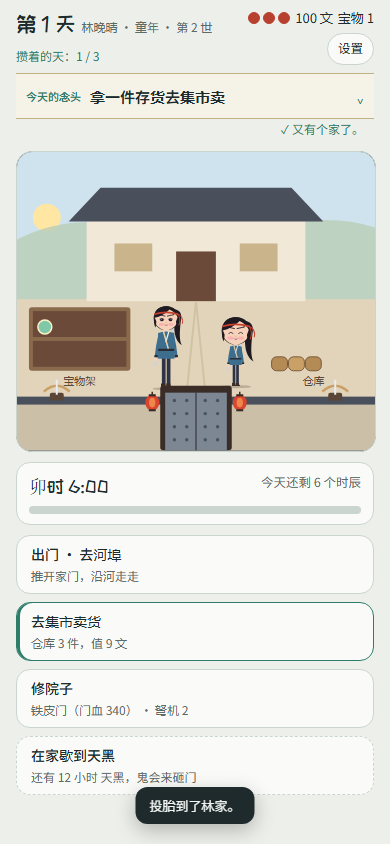 第1天 林晚晴 · 童年 · 第 2 世
100 文 宝物 1
设置
攒着的天：1 / 3
今天的念头 拿一件存货去集市卖
✓ 又有个家了。
宝物架
仓库
卯时 6:00 今天还剩 6 个时辰
出门 · 去河埠
推开家门，沿河走走
去集市卖货
仓库 3 件，值 9 文
修院子
铁皮门（门血 340） · 弩机 2
在家歇到天黑
还有 12 小时 天黑，鬼会来砸门
投胎到了林家。